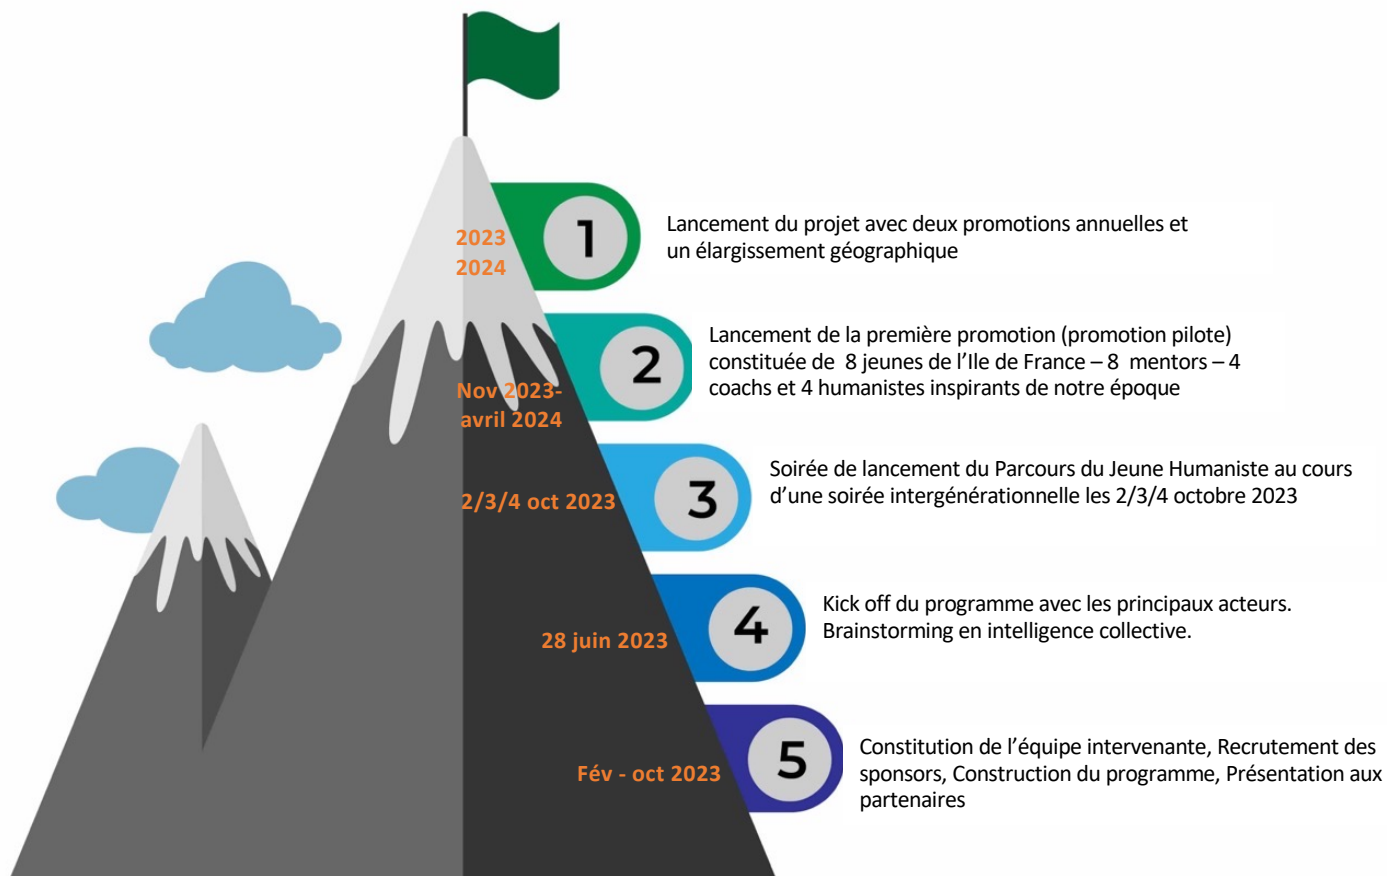 2023
2024
1
Lancement du projet avec deux promotions annuelles et
un élargissement géographique
Nov 2023-
avril 2024
2
Lancement de la première promotion (promotion pilote)
constituée de 8 jeunes de l’Ile de France – 8 mentors – 4
coachs et 4 humanistes inspirants de notre époque
2/3/4 oct 2023
3
Soirée de lancement du Parcours du Jeune Humaniste au cours
d’une soirée intergénérationnelle les 2/3/4 octobre 2023
28 juin 2023
4
Kick off du programme avec les principaux acteurs.
Brainstorming en intelligence collective.
Fév - oct 2023
5
Constitution de l’équipe intervenante, Recrutement des
sponsors, Construction du programme, Présentation aux
partenaires